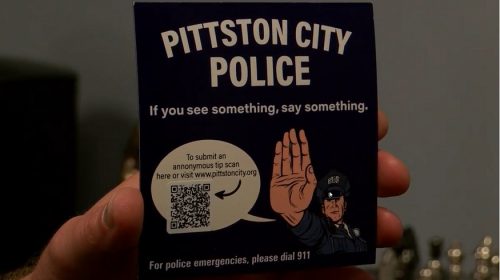 PITTSTON CITY
POLICE
If you see something, say something.
To submit an
annonymous tip scan
here or visit www.pittstoncity.org
For police emergencies, please dial 911